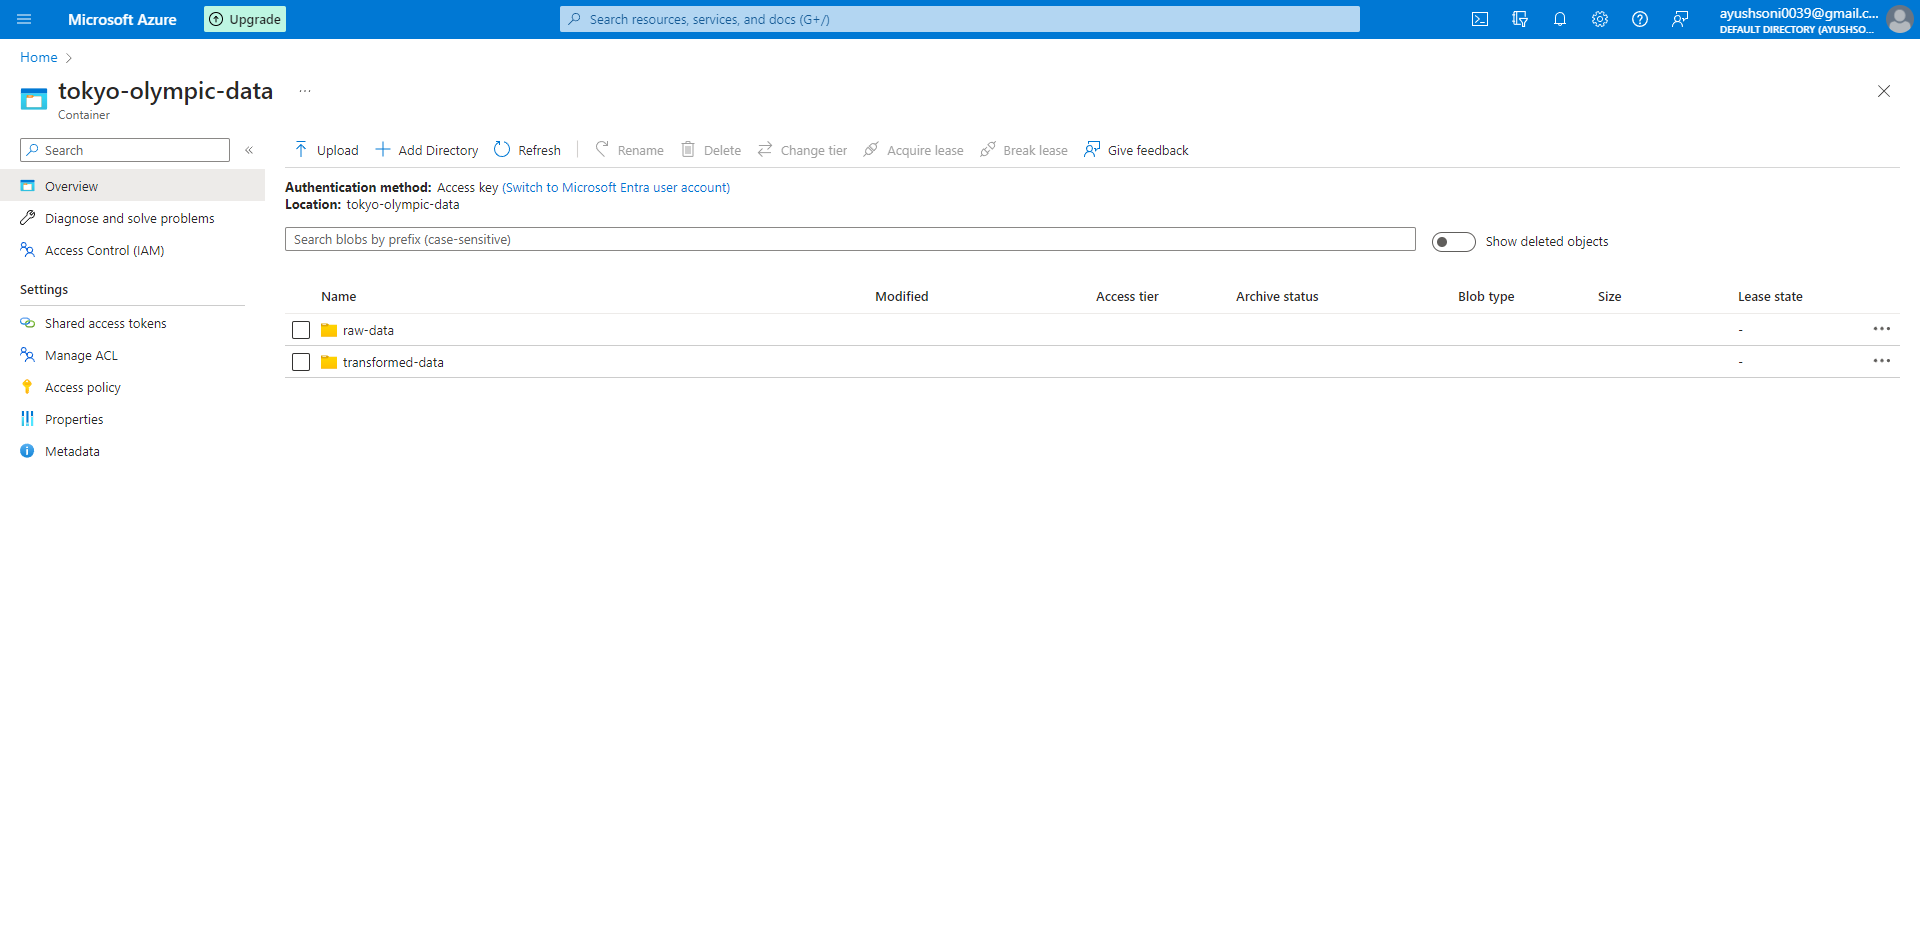 Microsoft Azure
Upgrade
Search resources, services, and docs (G+/)
ayushsoni0039@gmail.c...
DEFAULT DIRECTORY (AYUSHSO...
Home
tokyo-olympic-data
...
Container
Search
«
Upload
Add Directory
Refresh
Rename
Delete
Change tier
Acquire lease
Break lease
Give feedback
Overview
Diagnose and solve problems
Access Control (IAM)
Settings
Shared access tokens
Manage ACL
Access policy
Properties
Metadata
Authentication method: Access key (Switch to Microsoft Entra user account)
Location: tokyo-olympic-data
Search blobs by prefix (case-sensitive)
Show deleted objects
Name Modified Access tier Archive status Blob type Size Lease state
raw-data - ...
transformed-data - ...